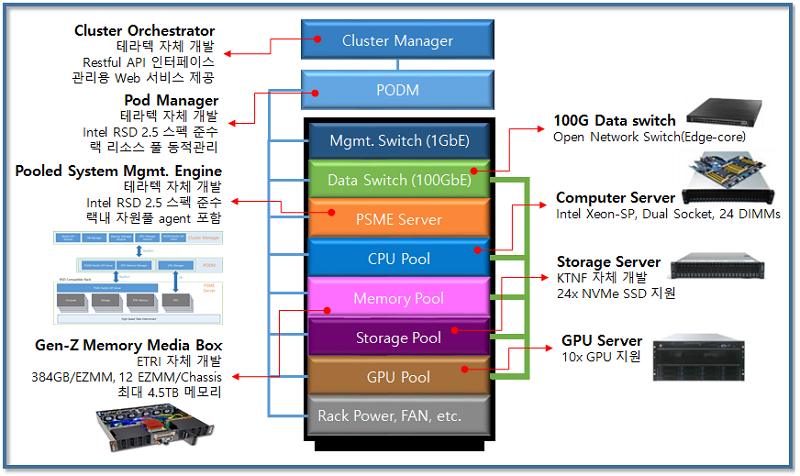 Cluster Orchestrator
테라텍 자체 개발
Restful API 인터페이스
관리용 Web 서비스 제공
Pod Manager
테라텍 자체 개발
Intel RSD 2.5 스펙 준수
랙 리소스 풀 동적관리
Pooled System Mgmt. Engine
테라텍 자체 개발
Intel RSD 2.5 스펙 준수
랙내 자원풀 agent 포함
Cluster Manager
PODM
PSME
Server
Gen-Z Memory Media Box
ETRI 자체 개발
384GB/EZMM, 12 EZMM/Chassis
최대 4.5TB 메모리
Cluster Manager
PODM
Mgmt. Switch (1GbE)
Data Switch (100GbE)
PSME Server
CPU Pool
Memory Pool
Storage Pool
GPU Pool
Rack Power, FAN, etc.
100G Data switch
Open Network Switch(Edge-core)
Computer Server
Intel Xeon-SP, Dual Socket, 24 DIMMs
Storage Server
KTNF 자체 개발
24x NVMe SSD 지원
GPU Server
10x GPU 지원